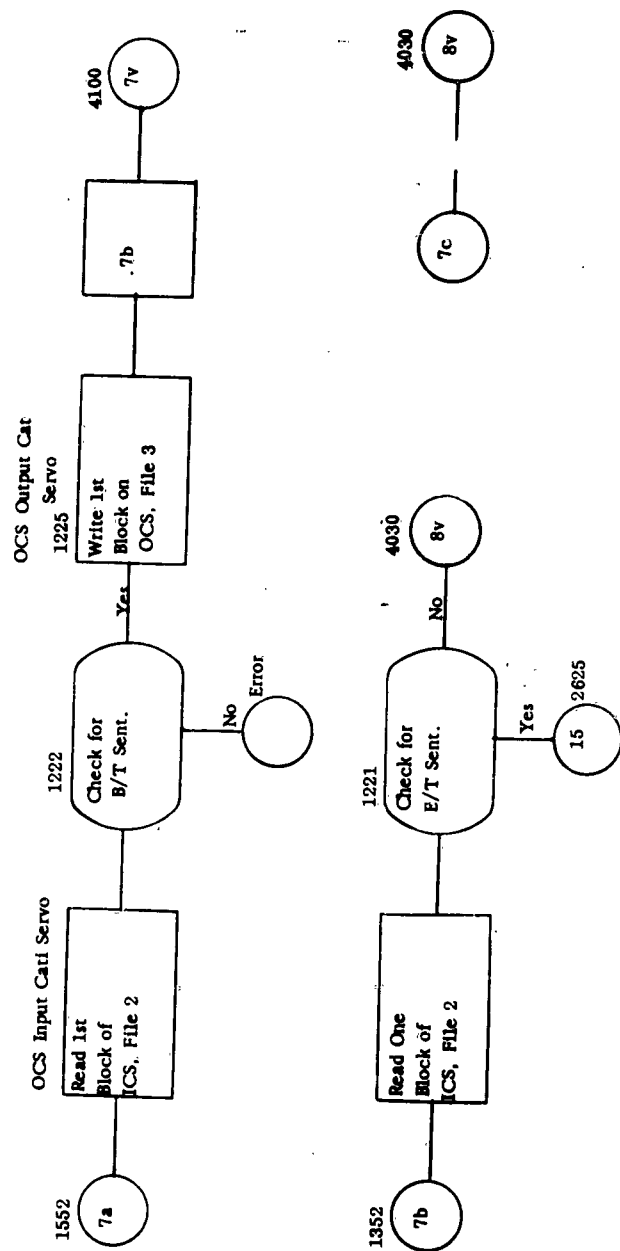 1552
7a
OCS Input Cati Servo
Read 1st
Block of
ICS, File 2
1222
Check for
B/T Sent.
No
Error
Yes
OCS Output Cat
Servo
1225
Write 1st
Block on
OCS, File 3
.7b
4100
7v
1352
7b
Read One
Block of
ICS, File 2
1221
Check for
E/T Sent.
Yes
15
2625
No
4030
8v
7c
4030
8v